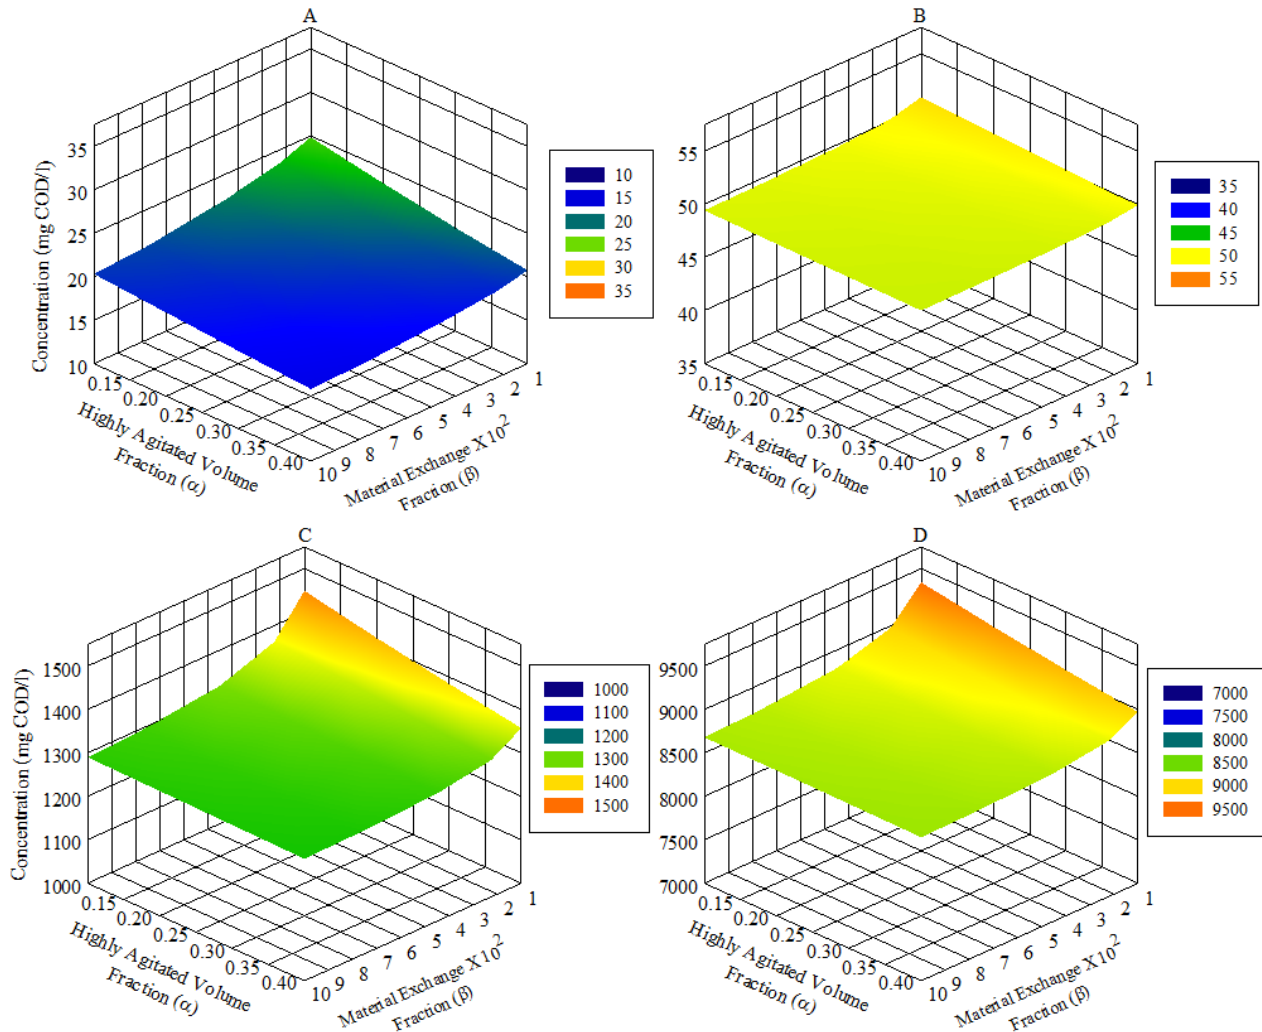 A
Concentration (mg COD/l)
35
30
25
20
15
10
0.15
0.20
0.25
0.30
0.35
0.40
Highly Agitated Volume
Fraction (α)
10 9 8 7 6 5 4 3 2 1
Material Exchange X 10²
Fraction (β)
10
15
20
25
30
35
B
55
50
45
40
35
0.15
0.20
0.25
0.30
0.35
0.40
Highly Agitated Volume
Fraction (α)
10 9 8 7 6 5 4 3 2 1
Material Exchange X 10²
Fraction (β)
35
40
45
50
55
C
Concentration (mg COD/l)
1500
1400
1300
1200
1100
1000
0.15
0.20
0.25
0.30
0.35
0.40
Highly Agitated Volume
Fraction (α)
10 9 8 7 6 5 4 3 2 1
Material Exchange X 10²
Fraction (β)
1000
1100
1200
1300
1400
1500
D
9500
9000
8500
8000
7500
7000
0.15
0.20
0.25
0.30
0.35
0.40
Highly Agitated Volume
Fraction (α)
10 9 8 7 6 5 4 3 2 1
Material Exchange X 10²
Fraction (β)
7000
7500
8000
8500
9000
9500